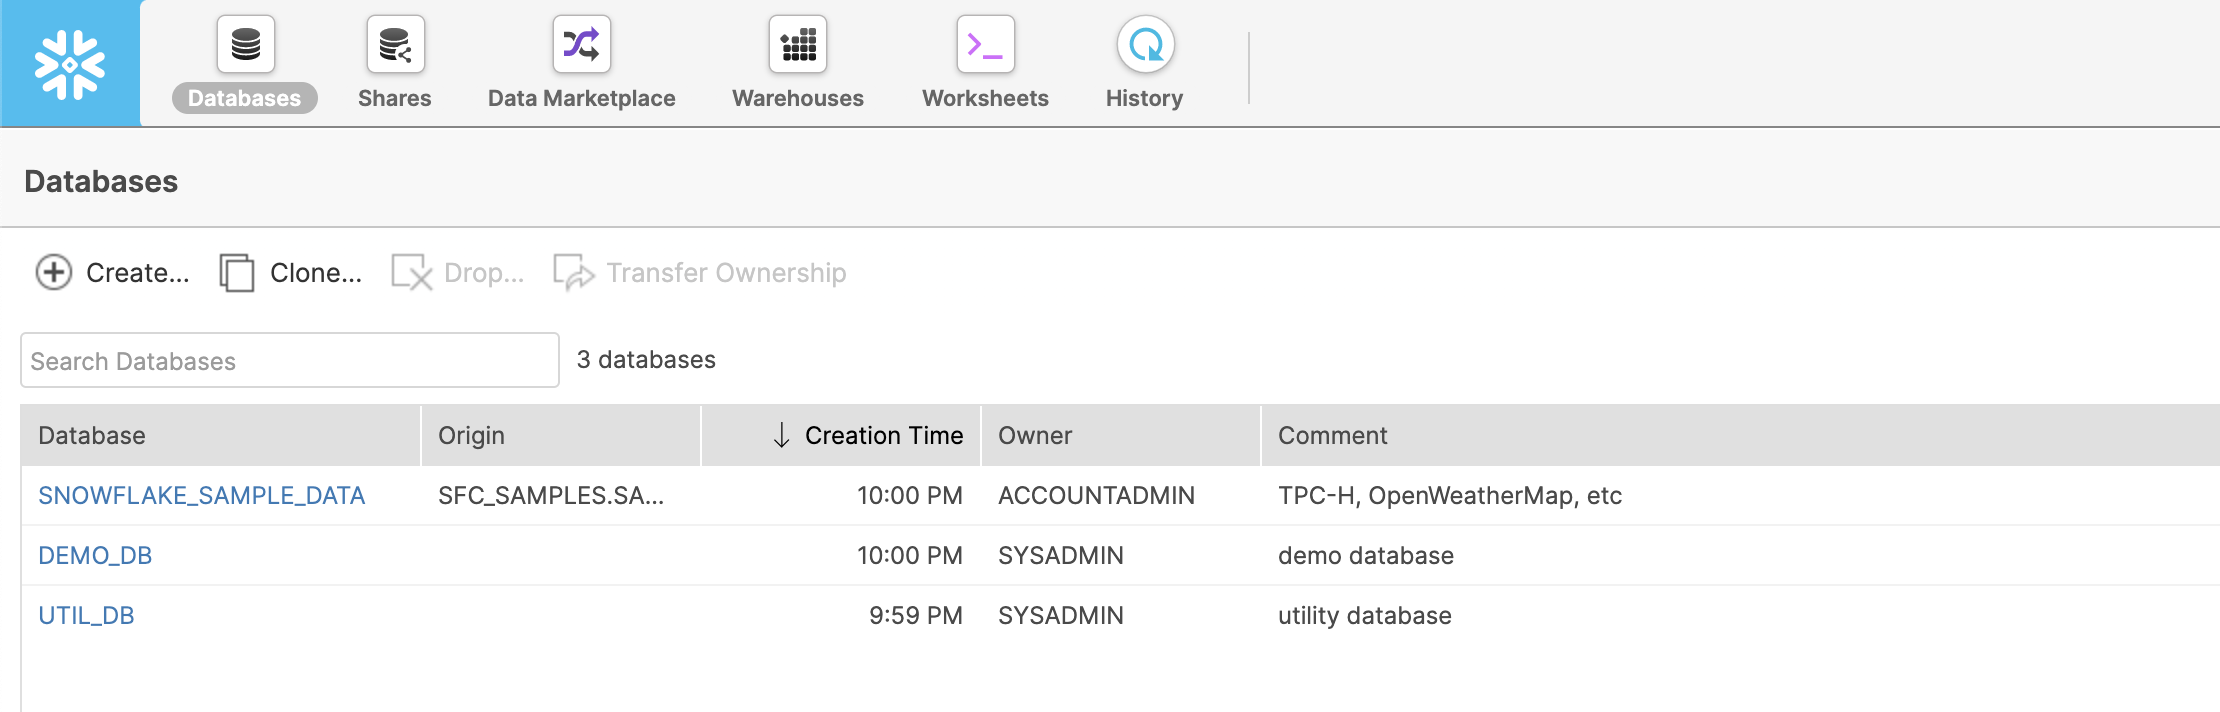 Databases Shares Data Marketplace Warehouses Worksheets History
Databases
Create... Clone... Drop... Transfer Ownership
Search Databases 3 databases
Database Origin ↓ Creation Time Owner Comment
SNOWFLAKE_SAMPLE_DATA SFC_SAMPLES.SA... 10:00 PM ACCOUNTADMIN TPC-H, OpenWeatherMap, etc
DEMO_DB 10:00 PM SYSADMIN demo database
UTIL_DB 9:59 PM SYSADMIN utility database